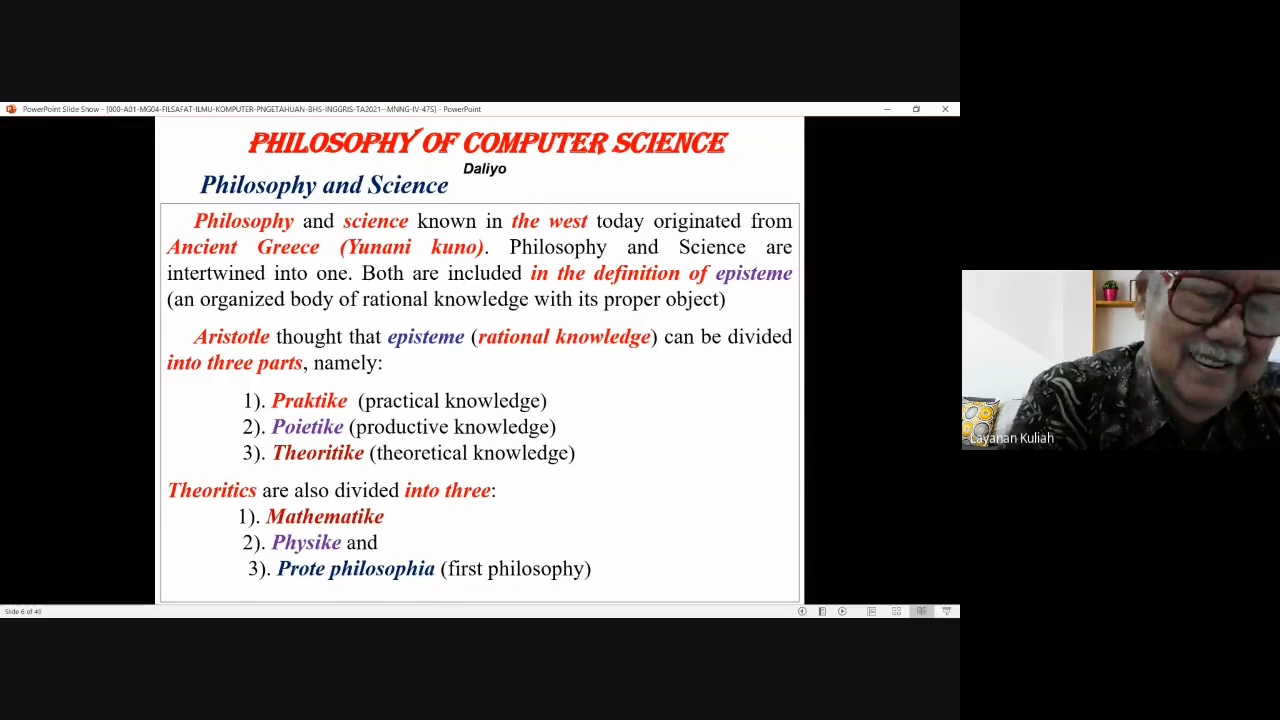 PowerPoint Slide Show - [000-A01-MG04-FILSAFAT-ILMU-KOMPUTER-PNGETAHUAN-BHS-INGGRIS-TA2021--MNNG-IV-47S] - PowerPoint
PHILOSOPHY OF COMPUTER SCIENCE
Daliyo
Philosophy and Science
Philosophy and science known in the west today originated from
Ancient Greece (Yunani kuno). Philosophy and Science are
intertwined into one. Both are included in the definition of episteme
(an organized body of rational knowledge with its proper object)
Aristotle thought that episteme (rational knowledge) can be divided
into three parts, namely:
1). Praktike (practical knowledge)
2). Poietike (productive knowledge)
3). Theoritike (theoretical knowledge)
Theoritics are also divided into three:
1). Mathematike
2). Physike and
3). Prote philosophia (first philosophy)
Slide 6 of 49
Layanan Kuliah